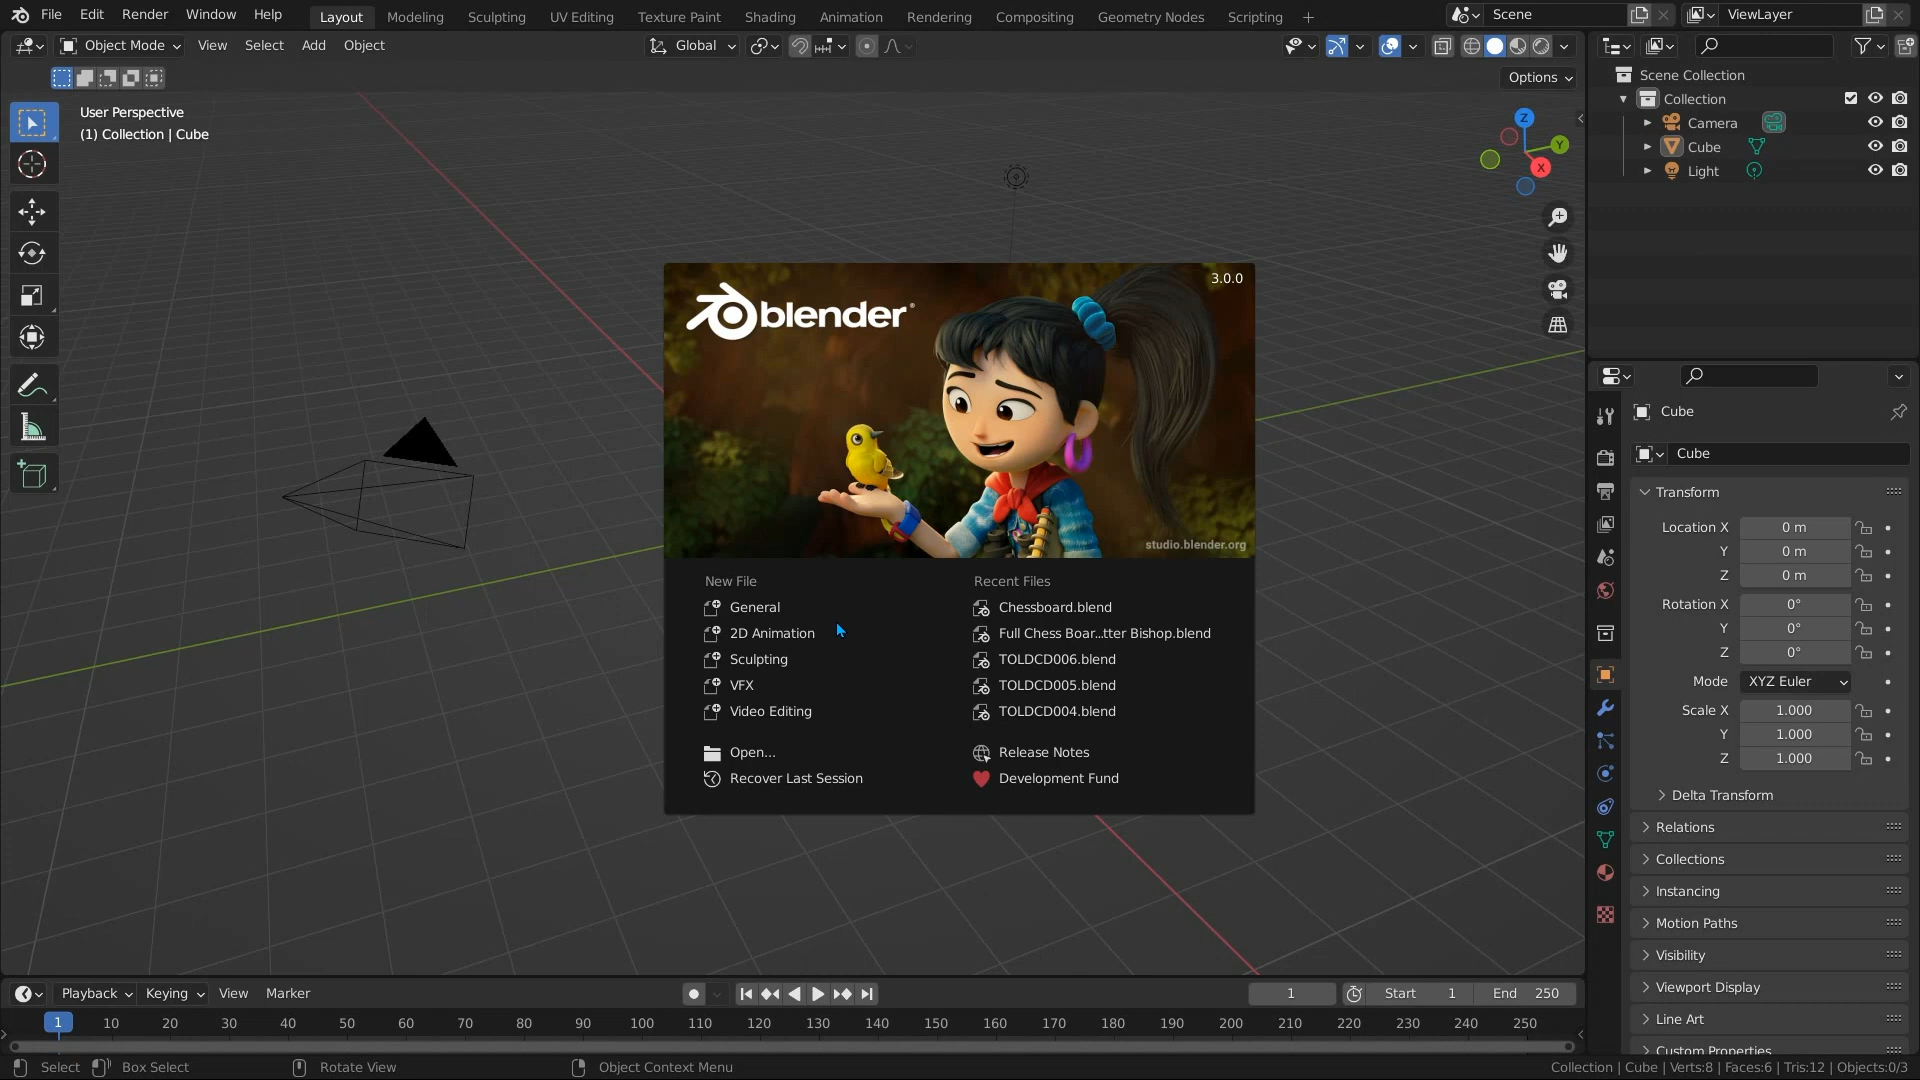 File Edit Render Window Help
Layout Modeling Sculpting UV Editing Texture Paint Shading Animation Rendering Compositing Geometry Nodes Scripting +
Scene
ViewLayer
Object Mode View Select Add Object
Global
Options
User Perspective
(1) Collection | Cube
Z
Y
X
Scene Collection
Collection
Camera
Cube
Light
blender
3.0.0
studio.blender.org
New File
General
2D Animation
Sculpting
VFX
Video Editing
Open...
Recover Last Session
Recent Files
Chessboard.blend
Full Chess Boar...tter Bishop.blend
TOLDCD006.blend
TOLDCD005.blend
TOLDCD004.blend
Release Notes
Development Fund
Cube
Cube
Transform
Location X 0 m
Y 0 m
Z 0 m
Rotation X 0°
Y 0°
Z 0°
Mode XYZ Euler
Scale X 1.000
Y 1.000
Z 1.000
Delta Transform
Relations
Collections
Instancing
Motion Paths
Visibility
Viewport Display
Line Art
Custom Properties
Playback Keying View Marker
1 Start 1 End 250
1 10 20 30 40 50 60 70 80 90 100 110 120 130 140 150 160 170 180 190 200 210 220 230 240 250
Select Box Select Rotate View Object Context Menu
Collection | Cube | Verts:8 | Faces:6 | Tris:12 | Objects:0/3